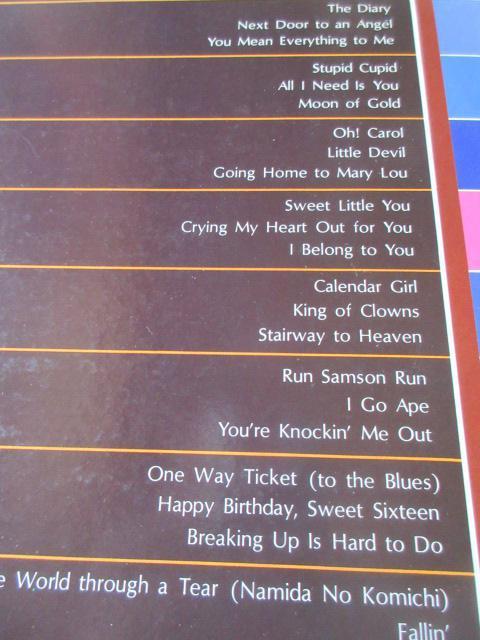 The Diary
Next Door to an Angel
You Mean Everything to Me
Stupid Cupid
All I Need Is You
Moon of Gold
Oh! Carol
Little Devil
Going Home to Mary Lou
Sweet Little You
Crying My Heart Out for You
I Belong to You
Calendar Girl
King of Clowns
Stairway to Heaven
Run Samson Run
I Go Ape
You're Knockin' Me Out
One Way Ticket (to the Blues)
Happy Birthday, Sweet Sixteen
Breaking Up Is Hard to Do
World through a Tear (Namida No Komichi)
Fallin'